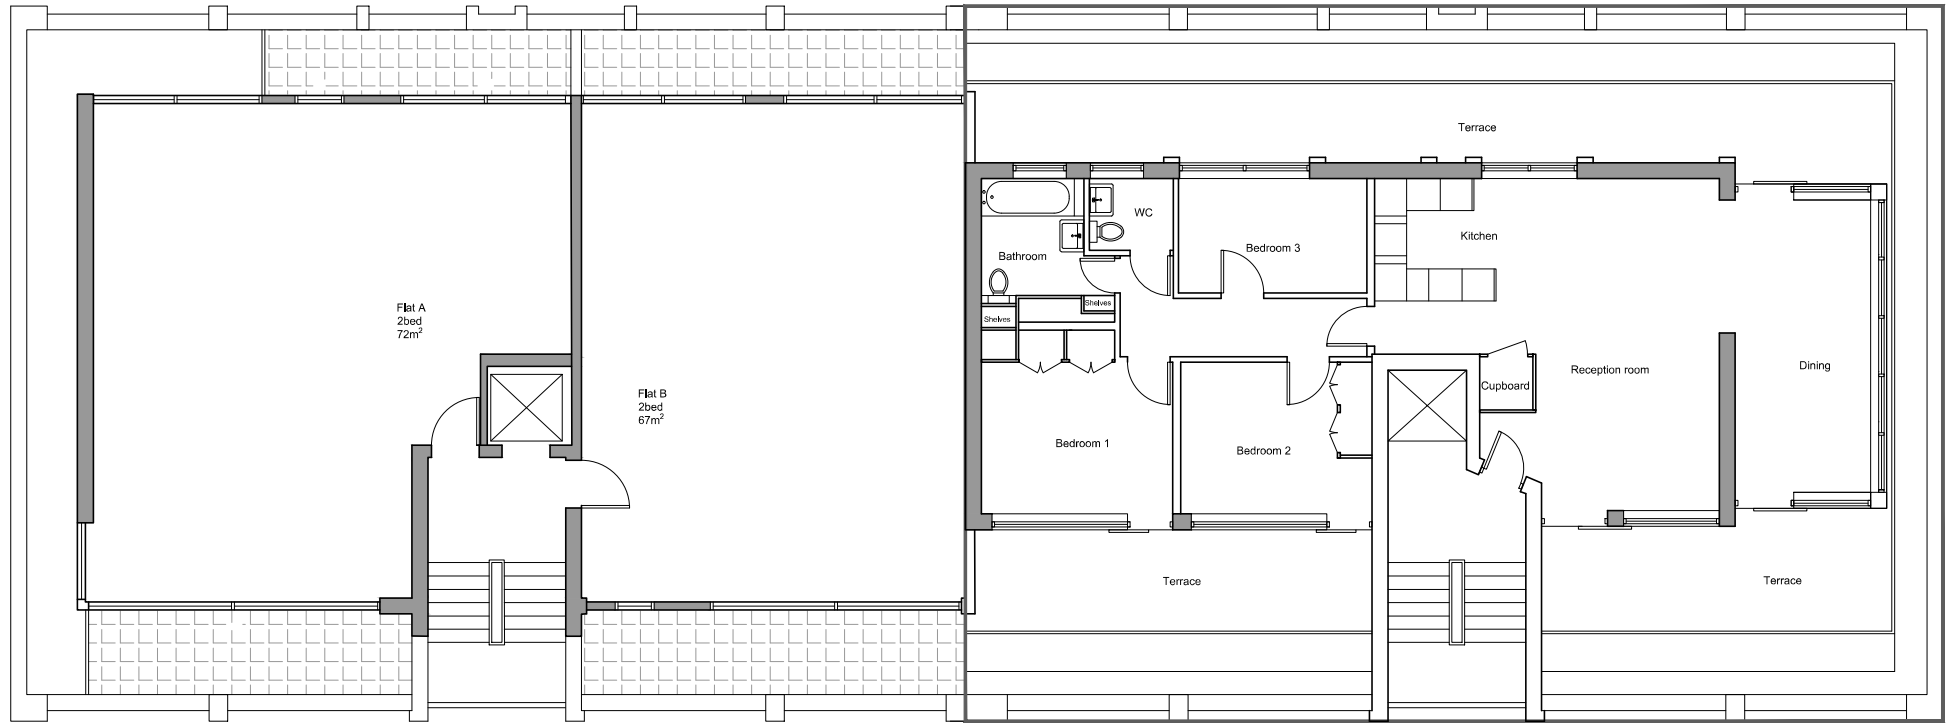 Flat A
2bed
72m²
Flat B
2bed
67m²
Terrace
WC
Bathroom
Bedroom 3
Kitchen
Shelves
Shelves
Reception room
Dining
Cupboard
Bedroom 1
Bedroom 2
Terrace
Terrace